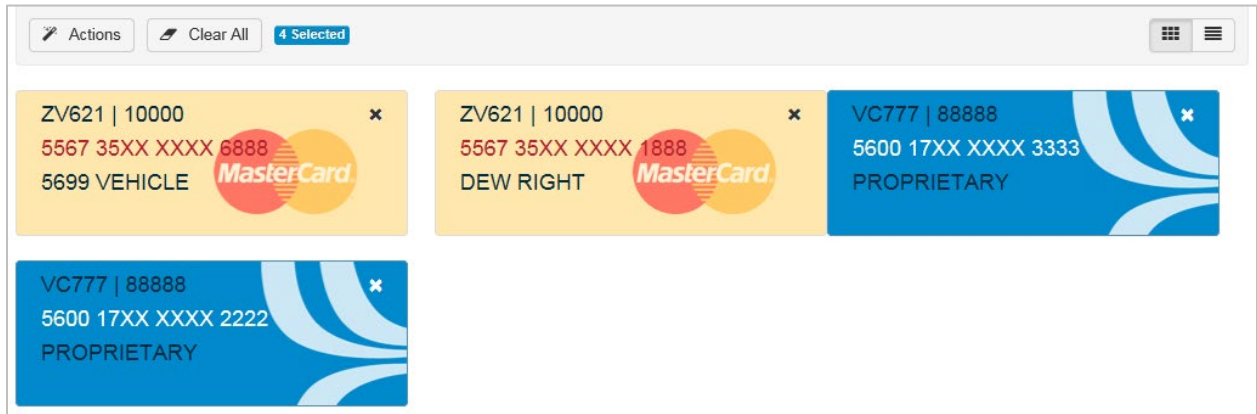 Actions Clear All 4 Selected
ZV621 | 10000
5567 35XX XXXX 6888
5699 VEHICLE
MasterCard
ZV621 | 10000
5567 35XX XXXX 1888
DEW RIGHT
MasterCard
VC777 | 88888
5600 17XX XXXX 3333
PROPRIETARY
VC777 | 88888
5600 17XX XXXX 2222
PROPRIETARY